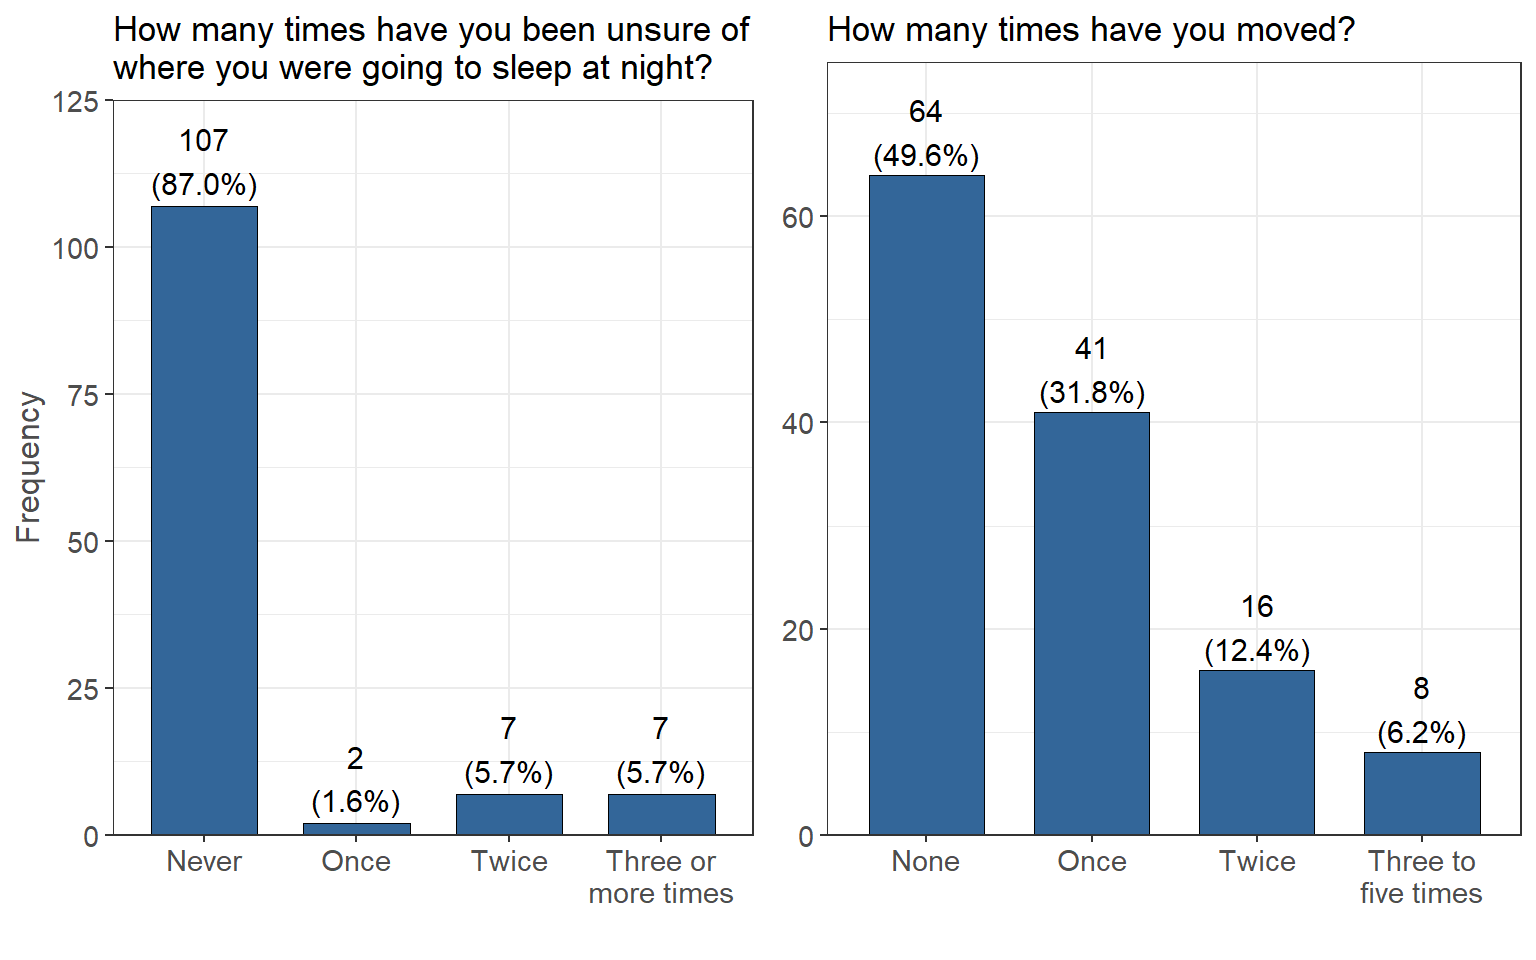 How many times have you been unsure of
where you were going to sleep at night?
Frequency
125
100
75
50
25
0
107
(87.0%)
2
(1.6%)
7
(5.7%)
7
(5.7%)
Never
Once
Twice
Three or
more times
How many times have you moved?
60
40
20
0
64
(49.6%)
41
(31.8%)
16
(12.4%)
8
(6.2%)
None
Once
Twice
Three to
five times